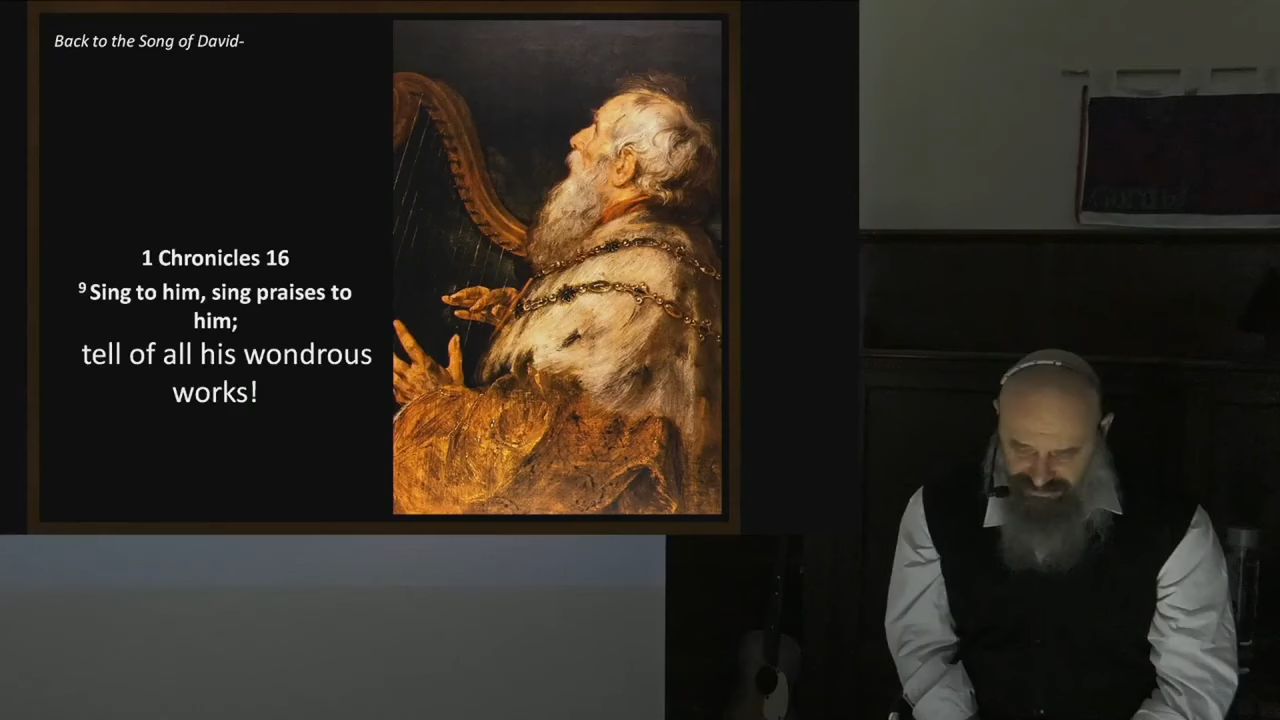 Back to the Song of David-
1 Chronicles 16
9 Sing to him, sing praises to
him;
tell of all his wondrous
works!